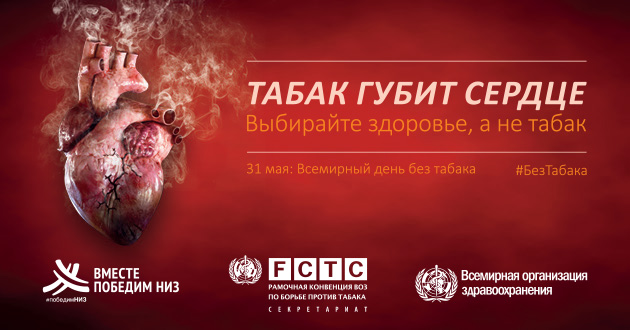 ТАБАК ГУБИТ СЕРДЦЕ
Выбирайте здоровье, а не табак
31 мая: Всемирный день без табака
#БезТабака
ВМЕСТЕ
ПОБЕДИМ НИЗ
#победимНИЗ
FCTC
РАМОЧНАЯ КОНВЕНЦИЯ ВОЗ
ПО БОРЬБЕ ПРОТИВ ТАБАКА
СЕКРЕТАРИАТ
Всемирная организация
здравоохранения